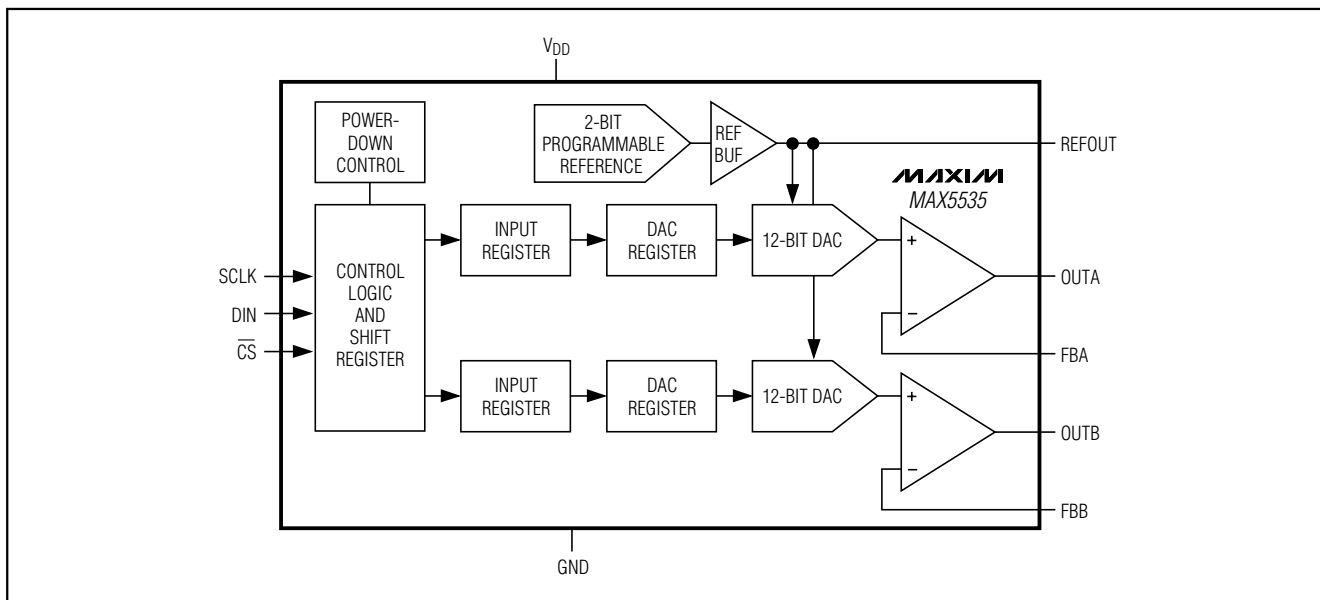 VDD
POWER-
DOWN
CONTROL
2-BIT
PROGRAMMABLE
REFERENCE
REF
BUF
REFOUT
MAXIM
MAX5535
CONTROL
LOGIC
AND
SHIFT
REGISTER
INPUT
REGISTER
DAC
REGISTER
12-BIT DAC
+
−
OUTA
FBA
SCLK
DIN
C̅S̅
INPUT
REGISTER
DAC
REGISTER
12-BIT DAC
+
−
OUTB
FBB
GND